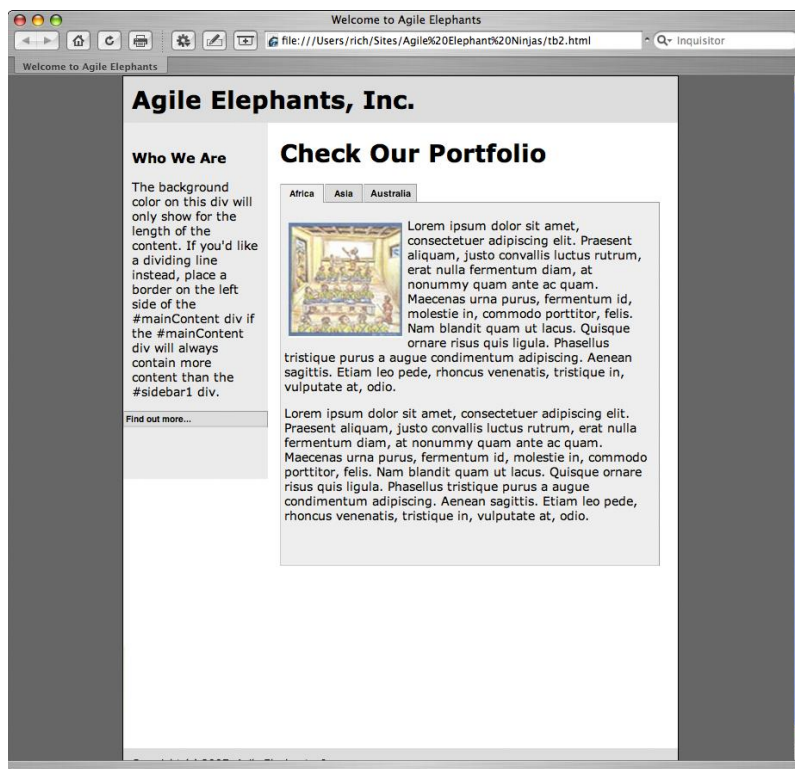 Welcome to Agile Elephants
file:///Users/rich/Sites/Agile%20Elephant%20Ninjas/tb2.html
Inquisitor
Welcome to Agile Elephants
Agile Elephants, Inc.
Who We Are
The background
color on this div will
only show for the
length of the
content. If you'd like
a dividing line
instead, place a
border on the left
side of the
#mainContent div if
the #mainContent
div will always
contain more
content than the
#sidebar1 div.
Find out more...
Check Our Portfolio
Africa Asia Australia
Lorem ipsum dolor sit amet,
consectetuer adipiscing elit. Praesent
aliquam, justo convallis luctus rutrum,
erat nulla fermentum diam, at
nonummy quam ante ac quam.
Maecenas urna purus, fermentum id,
molestie in, commodo porttitor, felis.
Nam blandit quam ut lacus. Quisque
ornare risus quis ligula. Phasellus
tristique purus a augue condimentum adipiscing. Aenean
sagittis. Etiam leo pede, rhoncus venenatis, tristique in,
vulputate at, odio.
Lorem ipsum dolor sit amet, consectetuer adipiscing elit.
Praesent aliquam, justo convallis luctus rutrum, erat nulla
fermentum diam, at nonummy quam ante ac quam.
Maecenas urna purus, fermentum id, molestie in, commodo
porttitor, felis. Nam blandit quam ut lacus. Quisque ornare
risus quis ligula. Phasellus tristique purus a augue
condimentum adipiscing. Aenean sagittis. Etiam leo pede,
rhoncus venenatis, tristique in, vulputate at, odio.